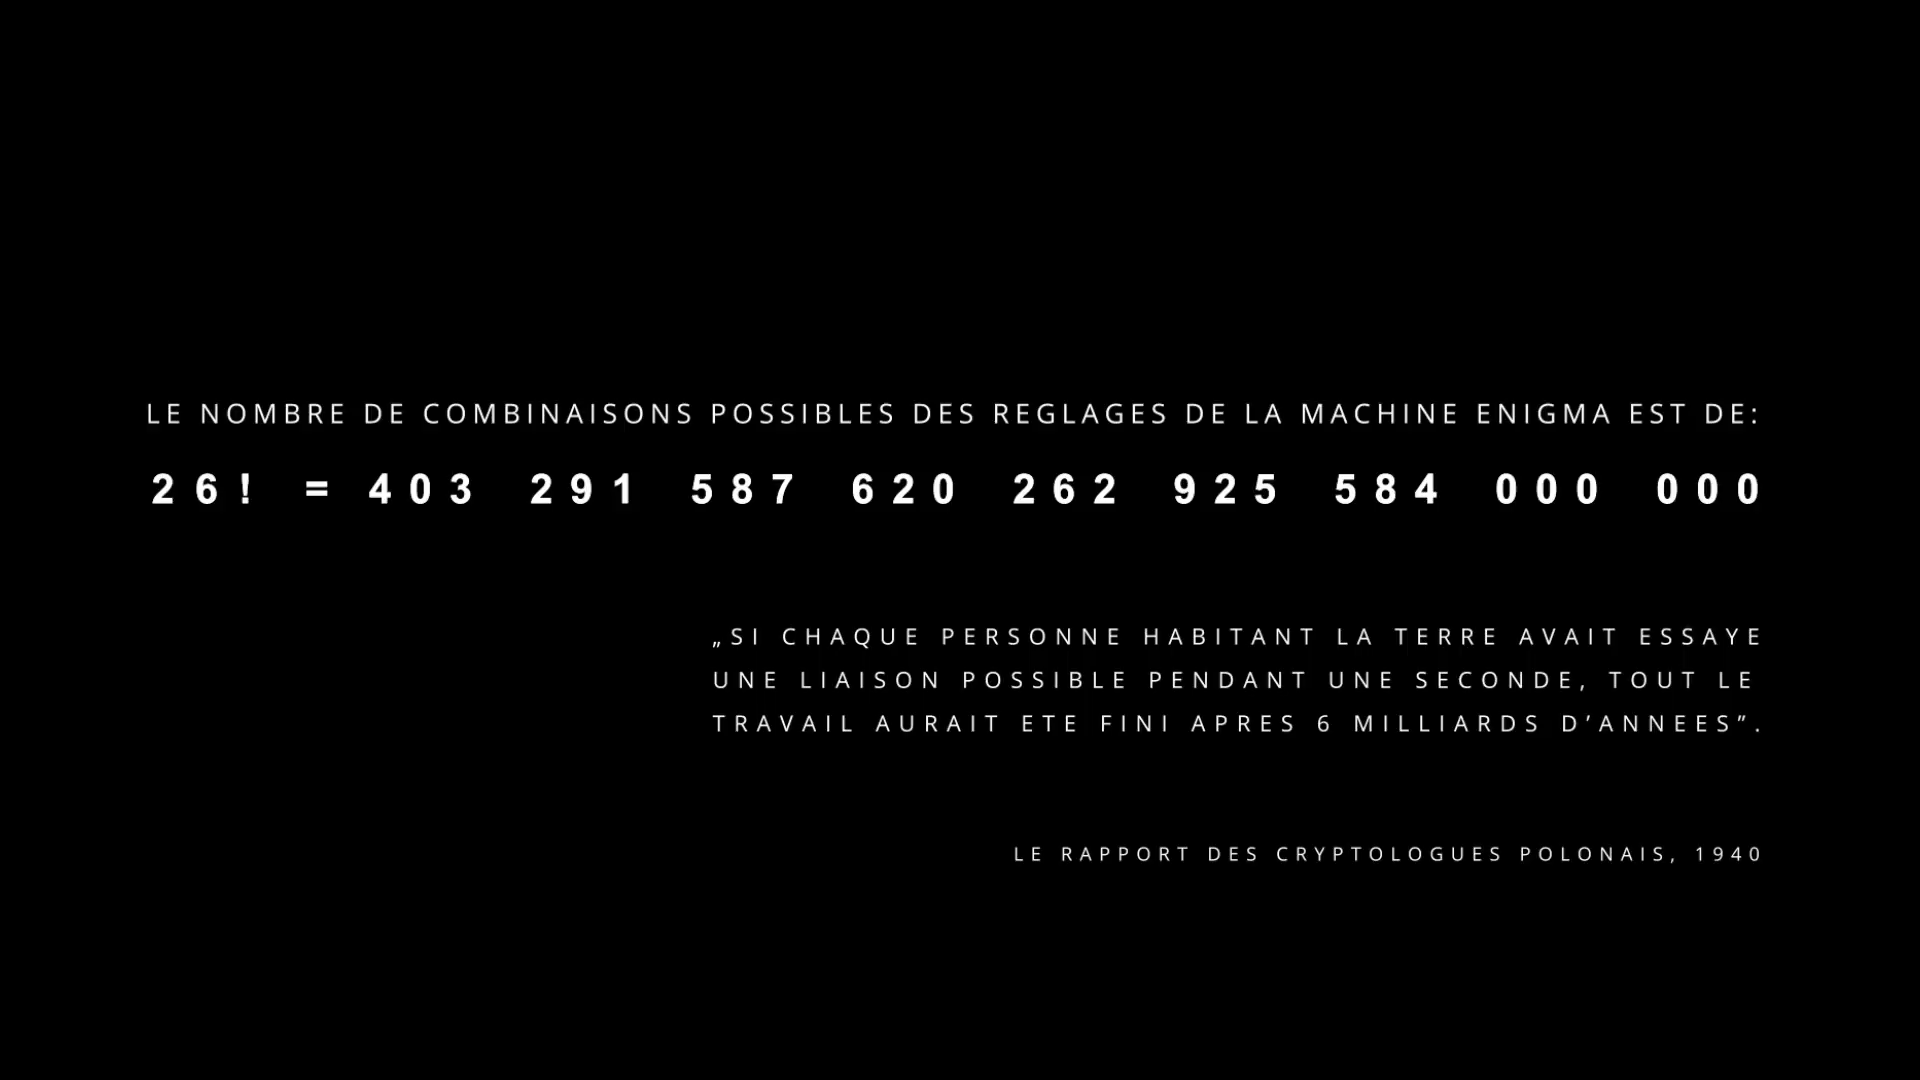 LE NOMBRE DE COMBINAISONS POSSIBLES DES REGLAGES DE LA MACHINE ENIGMA EST DE:
26! = 403 291 587 620 262 925 584 000 000
„SI CHAQUE PERSONNE HABITANT LA TERRE AVAIT ESSAYE
UNE LIAISON POSSIBLE PENDANT UNE SECONDE, TOUT LE
TRAVAIL AURAIT ETE FINI APRES 6 MILLIARDS D’ANNEES”.
LE RAPPORT DES CRYPTOLOGUES POLONAIS, 1940